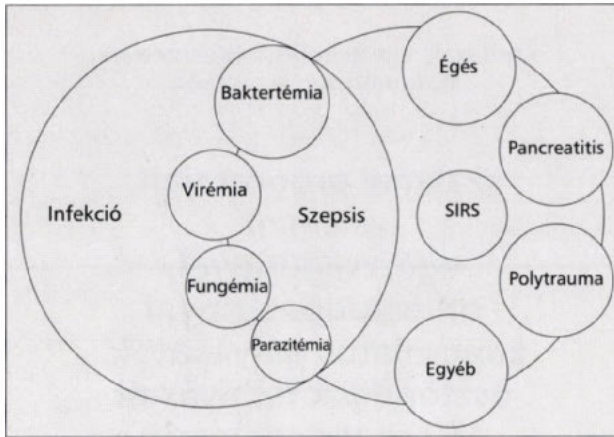 Égés
Baktertémia
Pancreatitis
Virémia
Infekció
Szepsis
SIRS
Fungémia
Polytrauma
Parazitémia
Egyéb